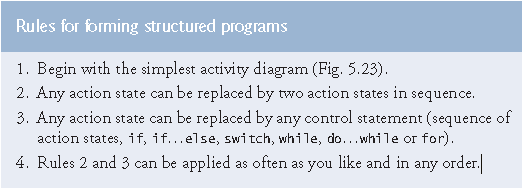 Rules for forming structured programs
1. Begin with the simplest activity diagram (Fig. 5.23).
2. Any action state can be replaced by two action states in sequence.
3. Any action state can be replaced by any control statement (sequence of
action states, if, if...else, switch, while, do...while or for).
4. Rules 2 and 3 can be applied as often as you like and in any order.